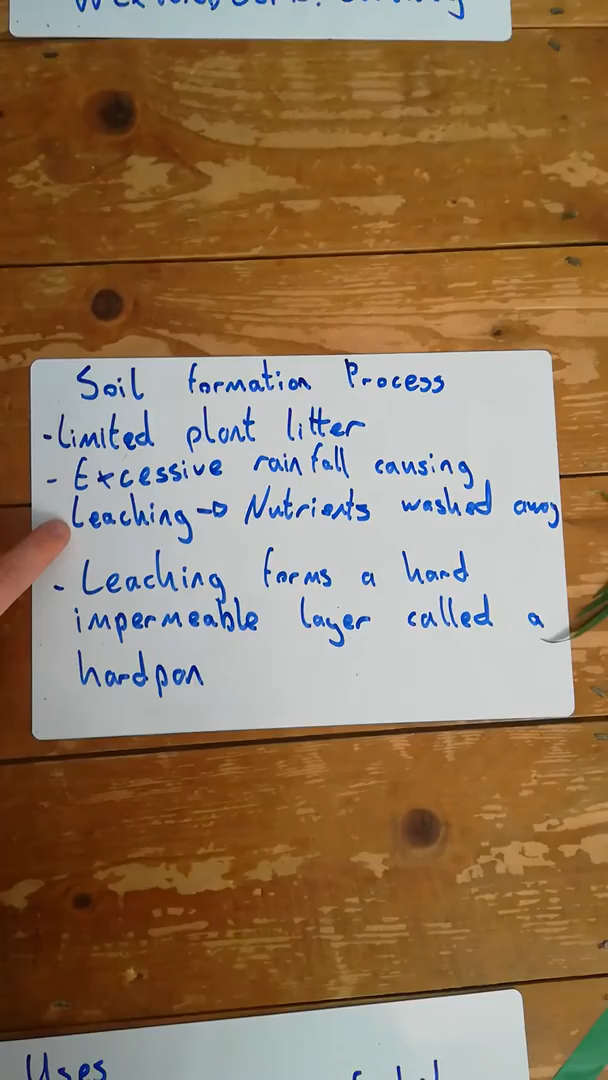 Soil formation Process
- Limited plant litter
- Excessive rainfall causing
Leaching → Nutrients washed away
- Leaching forms a hard
impermeable layer called a
hardpan
Uses